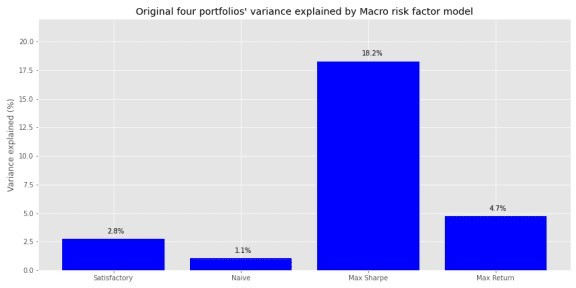 Original four portfolios' variance explained by Macro risk factor model
Variance explained (%)
20.0
17.5
15.0
12.5
10.0
7.5
5.0
2.5
0.0
2.8%
1.1%
18.2%
4.7%
Satisfactory
Naive
Max Sharpe
Max Return